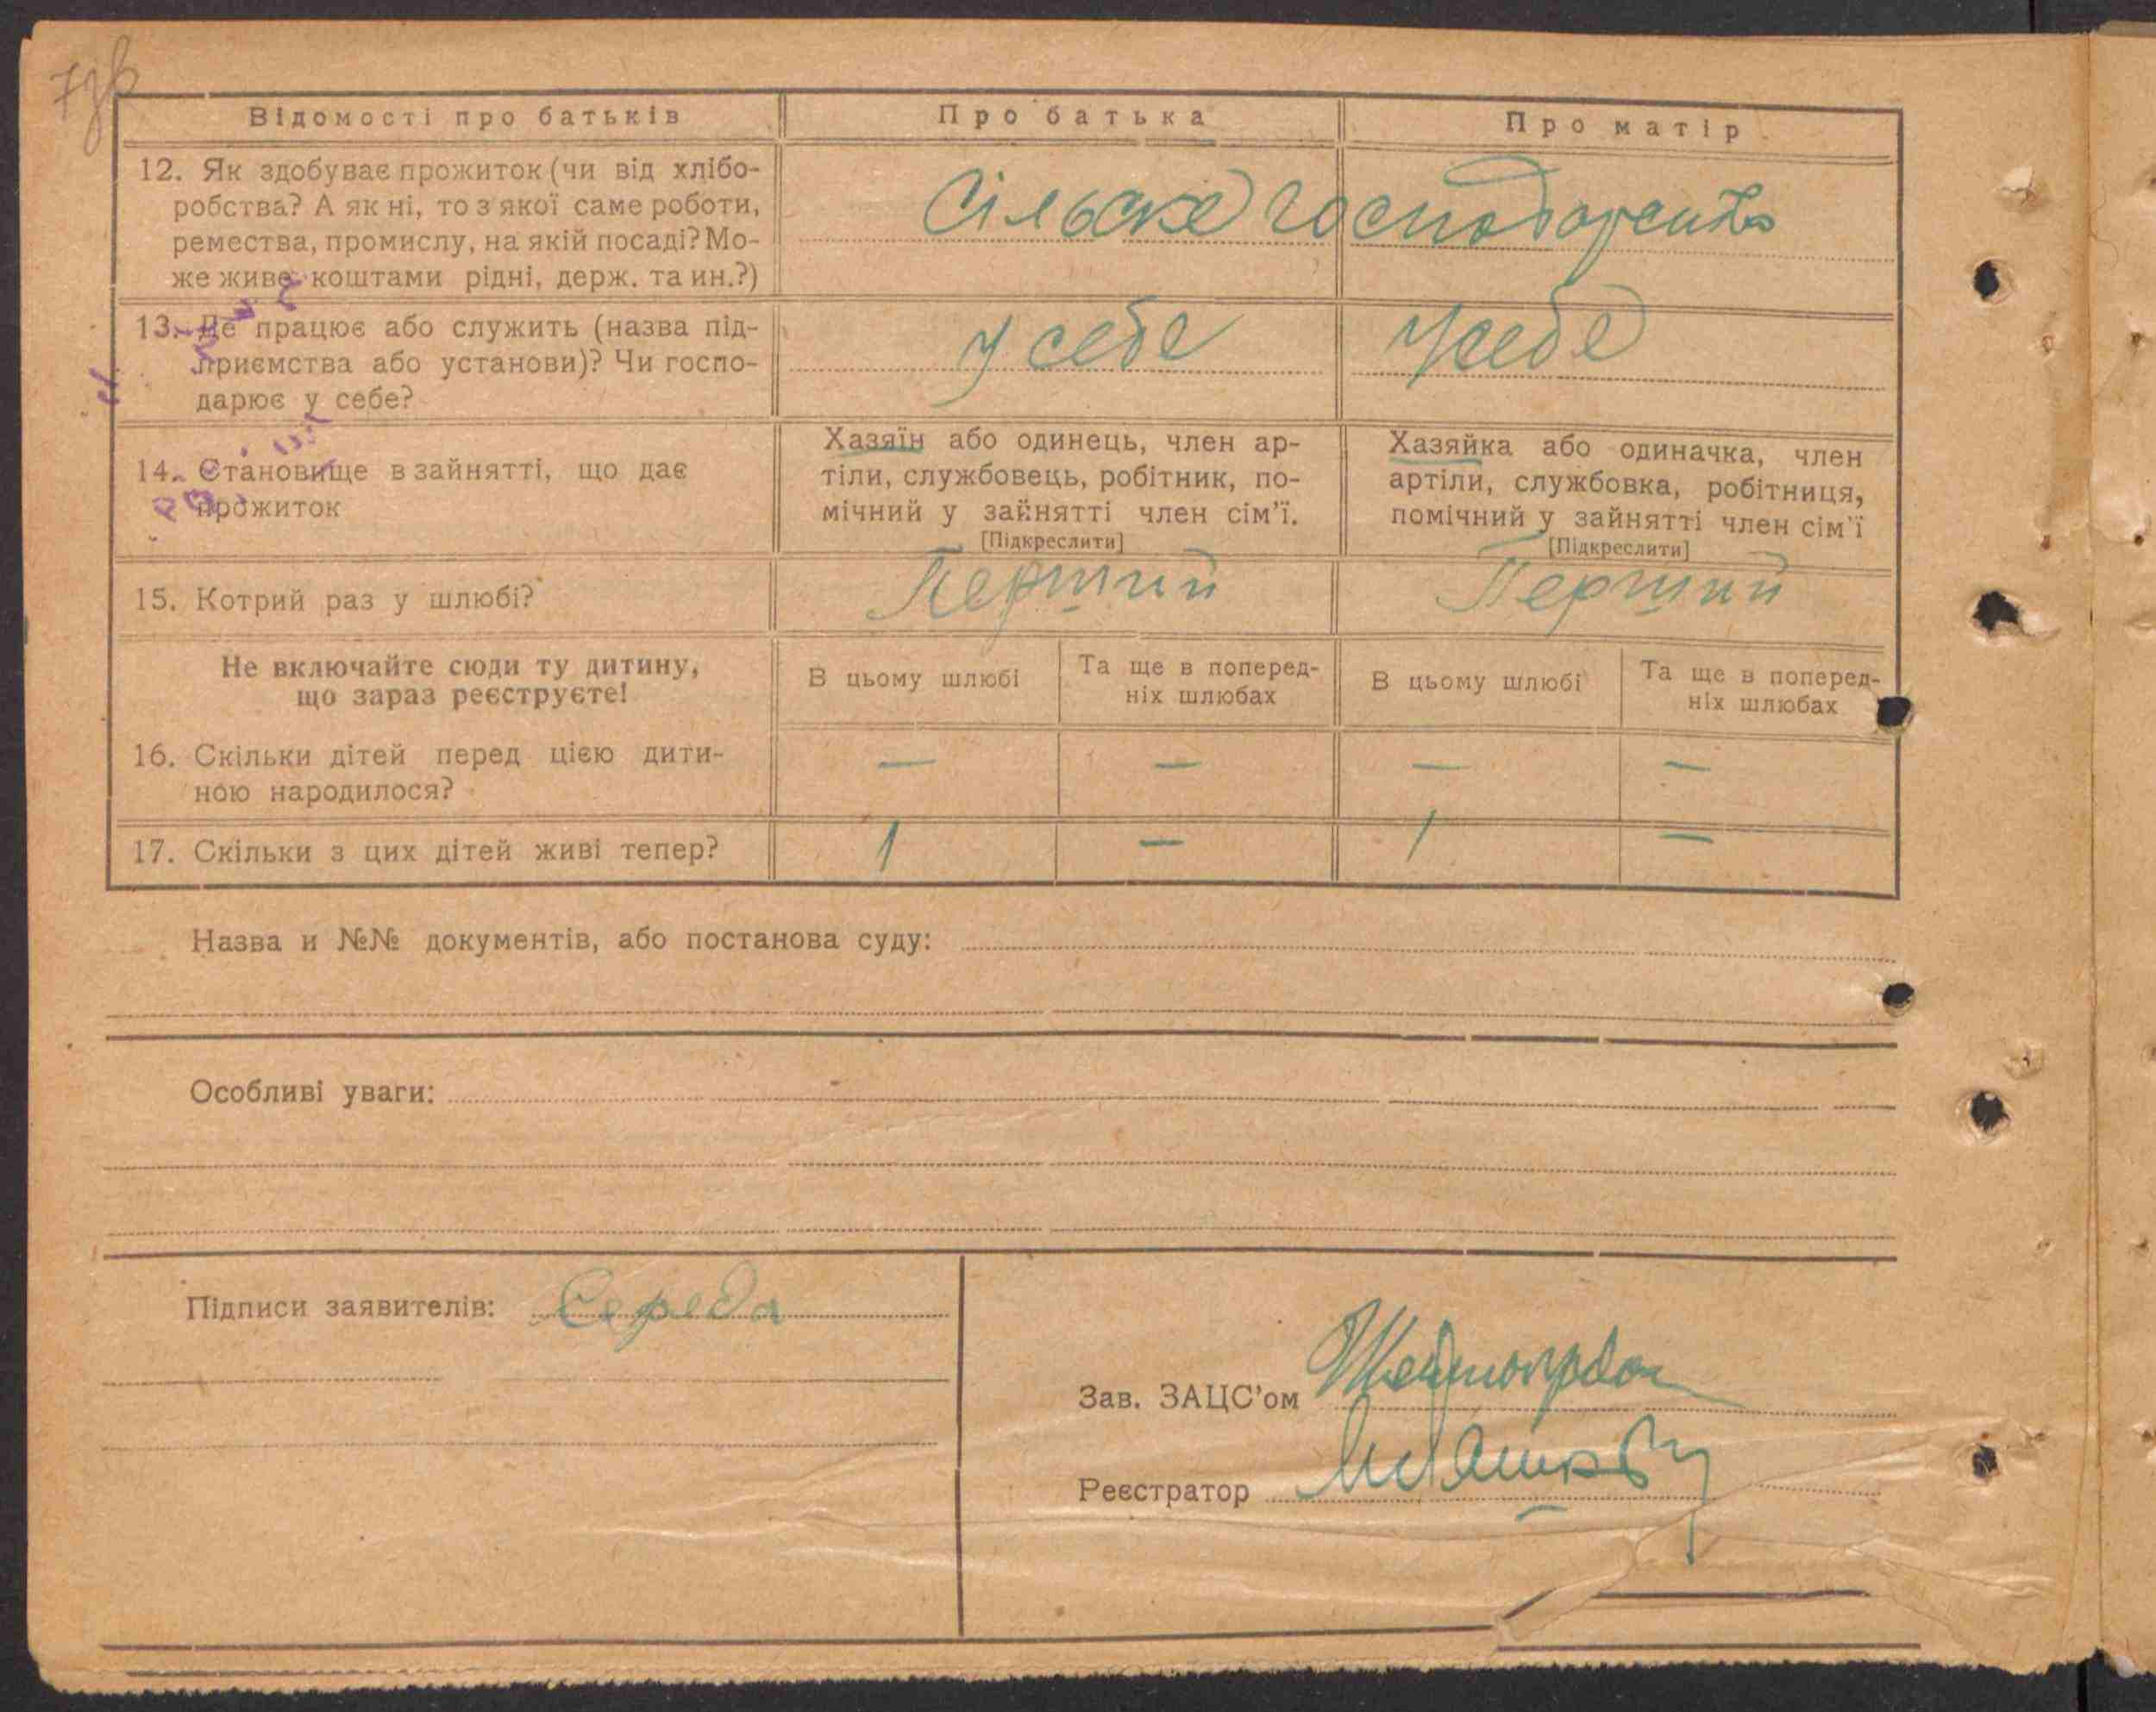 7зв
Відомості про батьків
Про батька
Про матір
12. Як здобуває прожиток (чи від хлібо-
робства? А як ні, то з якої саме роботи,
ремества, промислу, на якій посаді? Мо-
же живе коштами рідні, держ. та ин.?)
Сільске господарство
13. Де працює або служить (назва під-
приємства або установи)? Чи госпо-
дарює у себе?
У себе
У себе
14. Становище в зайнятті, що дає
прожиток
Хазяїн або одинець, член ар-
тіли, службовець, робітник, по-
мічний у зайнятті член сім'ї.
[Підкреслити]
Хазяйка або одиначка, член
артіли, службовка, робітниця,
помічний у зайнятті член сім'ї
[Підкреслити]
15. Котрий раз у шлюбі?
Перший
Перший
Не включайте сюди ту дитину,
що зараз реєструєте!
В цьому шлюбі
Та ще в поперед-
ніх шлюбах
В цьому шлюбі
Та ще в поперед-
ніх шлюбах
16. Скільки дітей перед цією дити-
ною народилося?
— — — —
17. Скільки з цих дітей живі тепер?
1 — 1 —
Назва и №№ документів, або постанова суду:
Особливі уваги:
Підписи заявителів: Середа
Зав. ЗАЦС'ом
Реєстратор